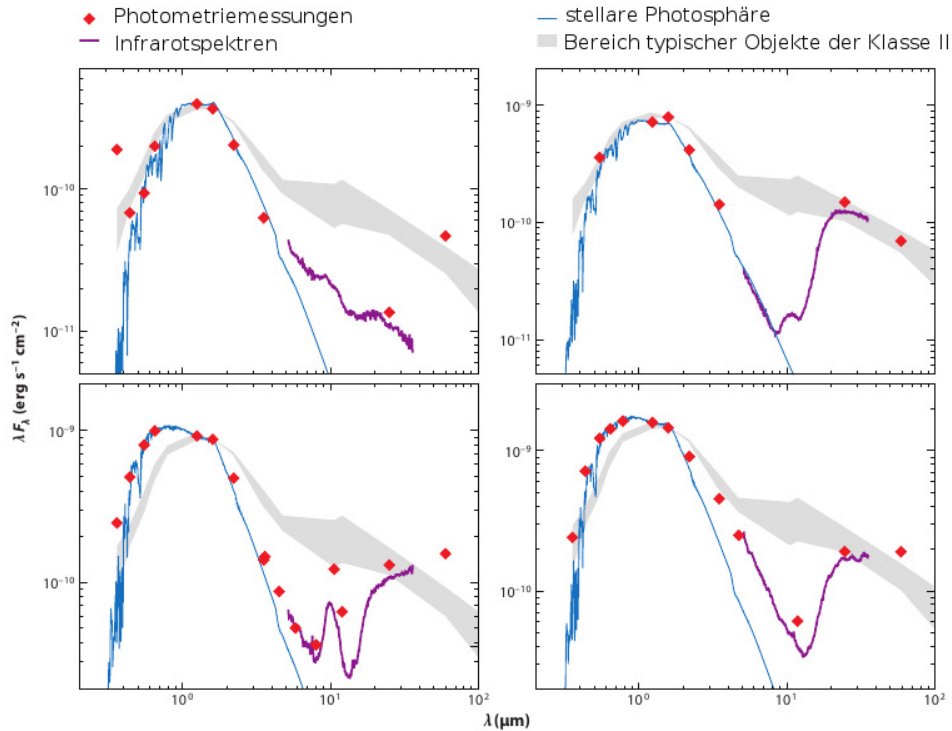 Photometriemessungen
Infrarotspektren
stellare Photosphäre
Bereich typischer Objekte der Klasse II
10⁻¹⁰
10⁻¹¹
10⁻⁹
10⁻¹⁰
10⁻¹¹
λFλ (erg s⁻¹ cm⁻²)
10⁻⁹
10⁻¹⁰
10⁰
10¹
10²
10⁻⁹
10⁻¹⁰
10⁰
10¹
10²
λ (μm)